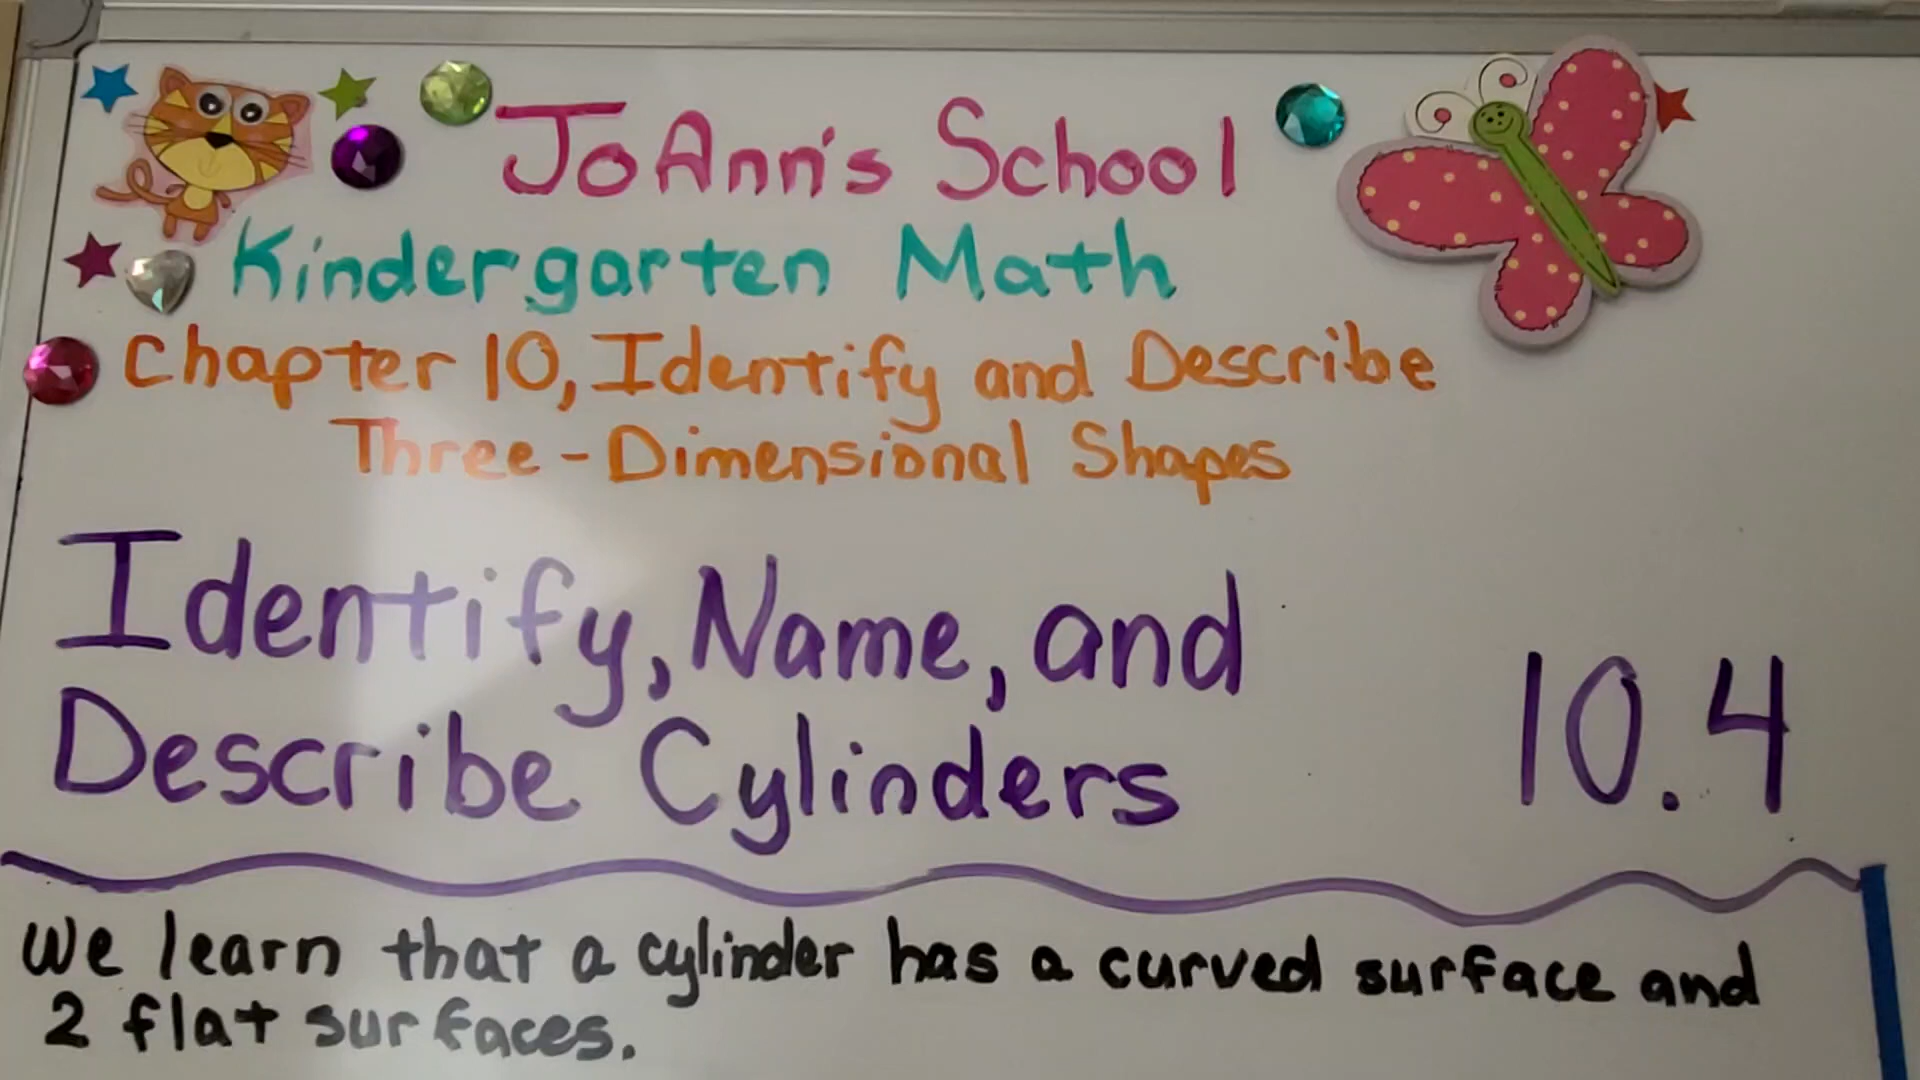 JoAnn's School
Kindergarten Math
Chapter 10, Identify and Describe
Three-Dimensional Shapes
Identify, Name, and
Describe Cylinders
10.4
We learn that a cylinder has a curved surface and
2 flat surfaces.